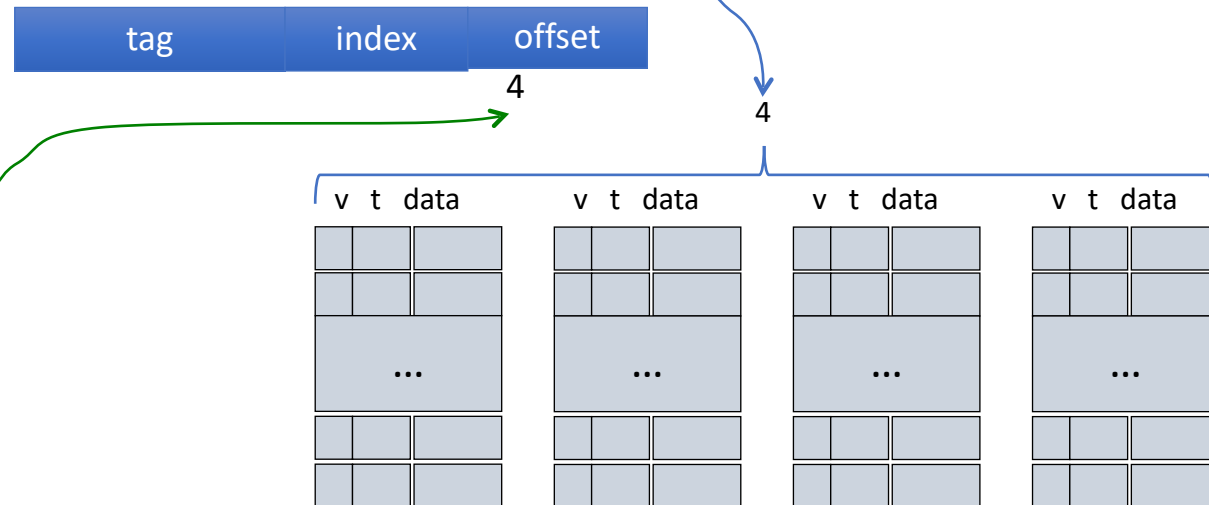 tag index offset
4
4
v t data v t data v t data v t data
... ... ... ...